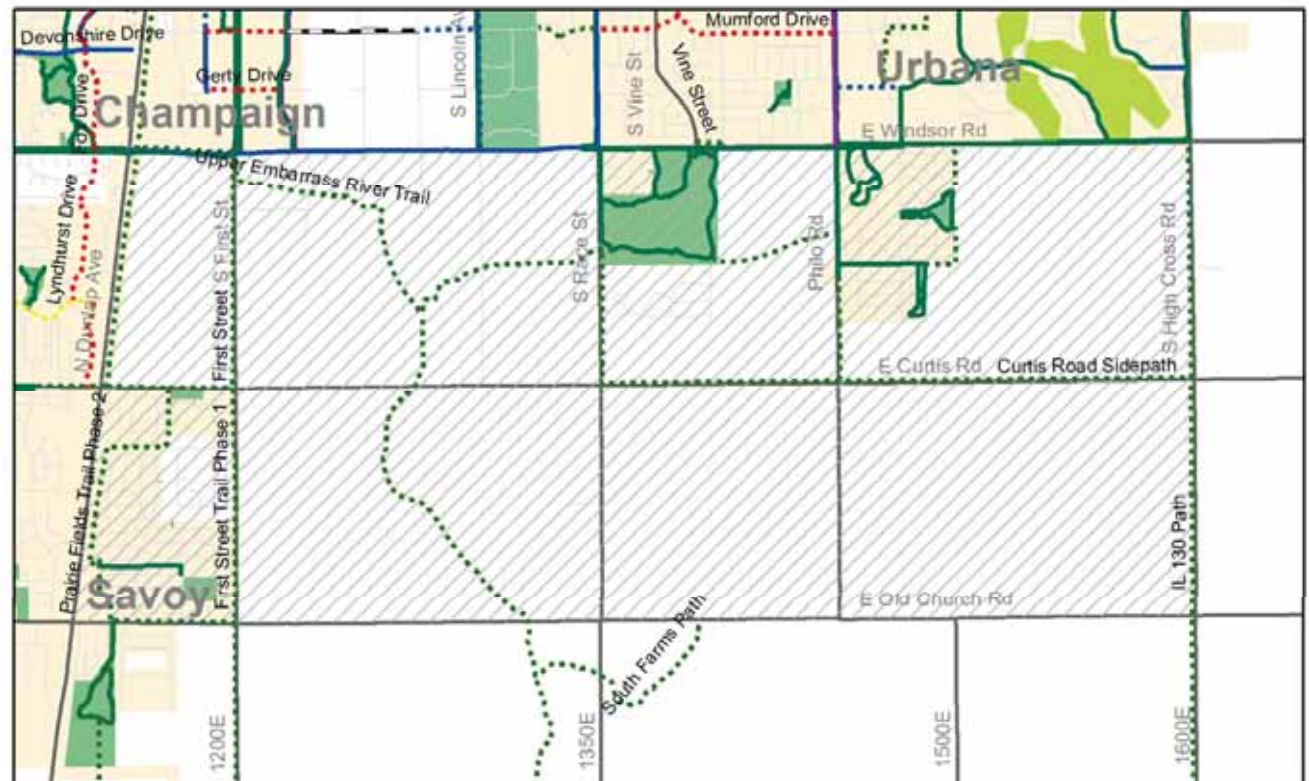 Devonshire Drive
Mumford Drive
Urbana
Gerty Drive
S Lincoln Av
S Vine St
Vine Street
Champaign
E Windsor Rd
Upper Embarrass River Trail
Lyndhurst Drive
N Dunlap Ave
S First St
First Street
S Race St
Philo Rd
S High Cross Rd
E Curtis Rd
Curtis Road Sidepath
Prairie Fields Trail Phase 2
First Street Trail Phase 1
IL 130 Path
Savoy
E Old Church Rd
South Farms Path
1200E
1350E
1500E
1600E